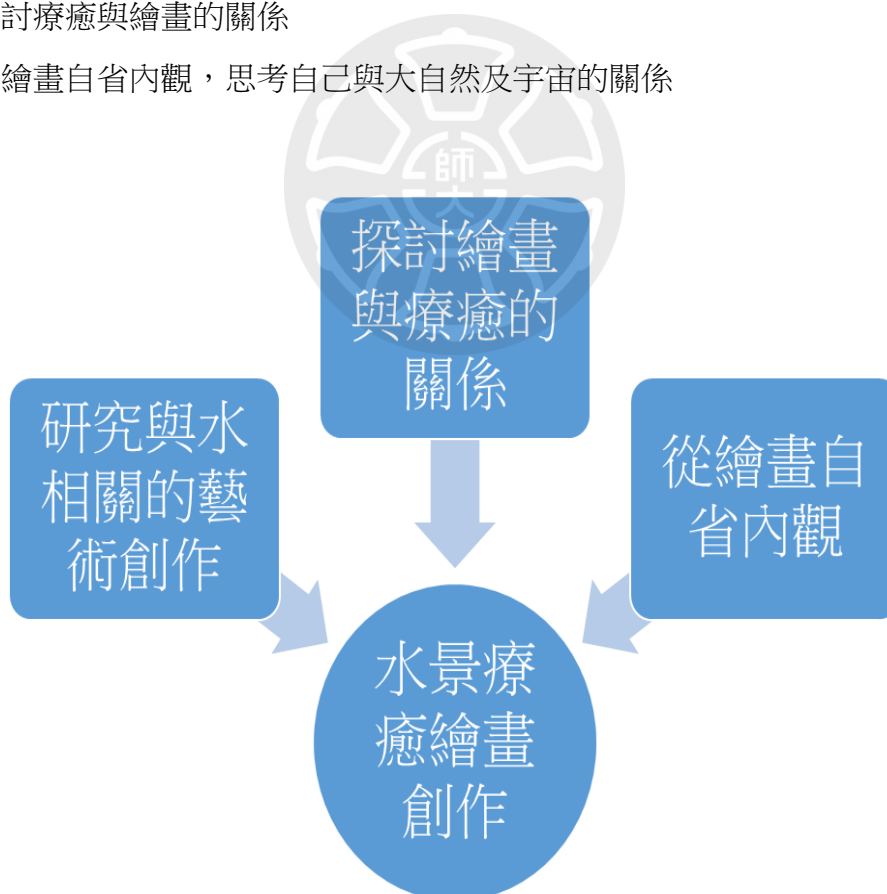 討療癒與繪畫的關係
繪畫自省內觀，思考自己與大自然及宇宙的關係
師大
探討繪畫
與療癒的
關係
研究與水
相關的藝
術創作
從繪畫自
省內觀
水景療
癒繪畫
創作